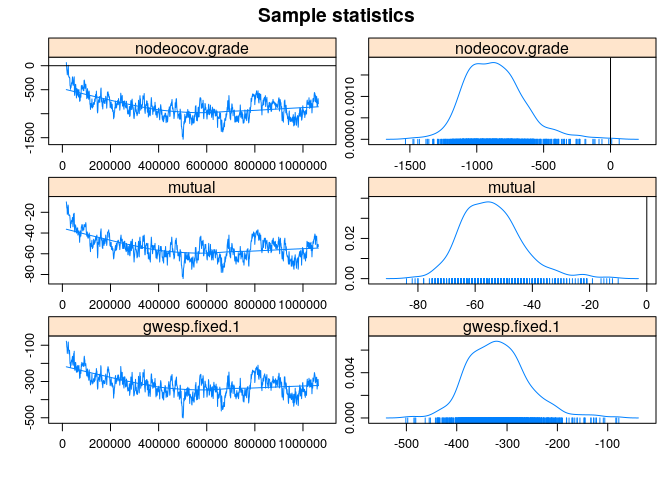 Sample statistics
nodeocov.grade nodeocov.grade
0 -500 -1500
0 200000 400000 600000 800000 1000000
0.0000 0.0010
-1500 -1000 -500 0
mutual mutual
-20 -40 -60 -80
0 200000 400000 600000 800000 1000000
0.00 0.02
-80 -60 -40 -20 0
gwesp.fixed.1 gwesp.fixed.1
-100 -300 -500
0 200000 400000 600000 800000 1000000
0.000 0.004
-500 -400 -300 -200 -100